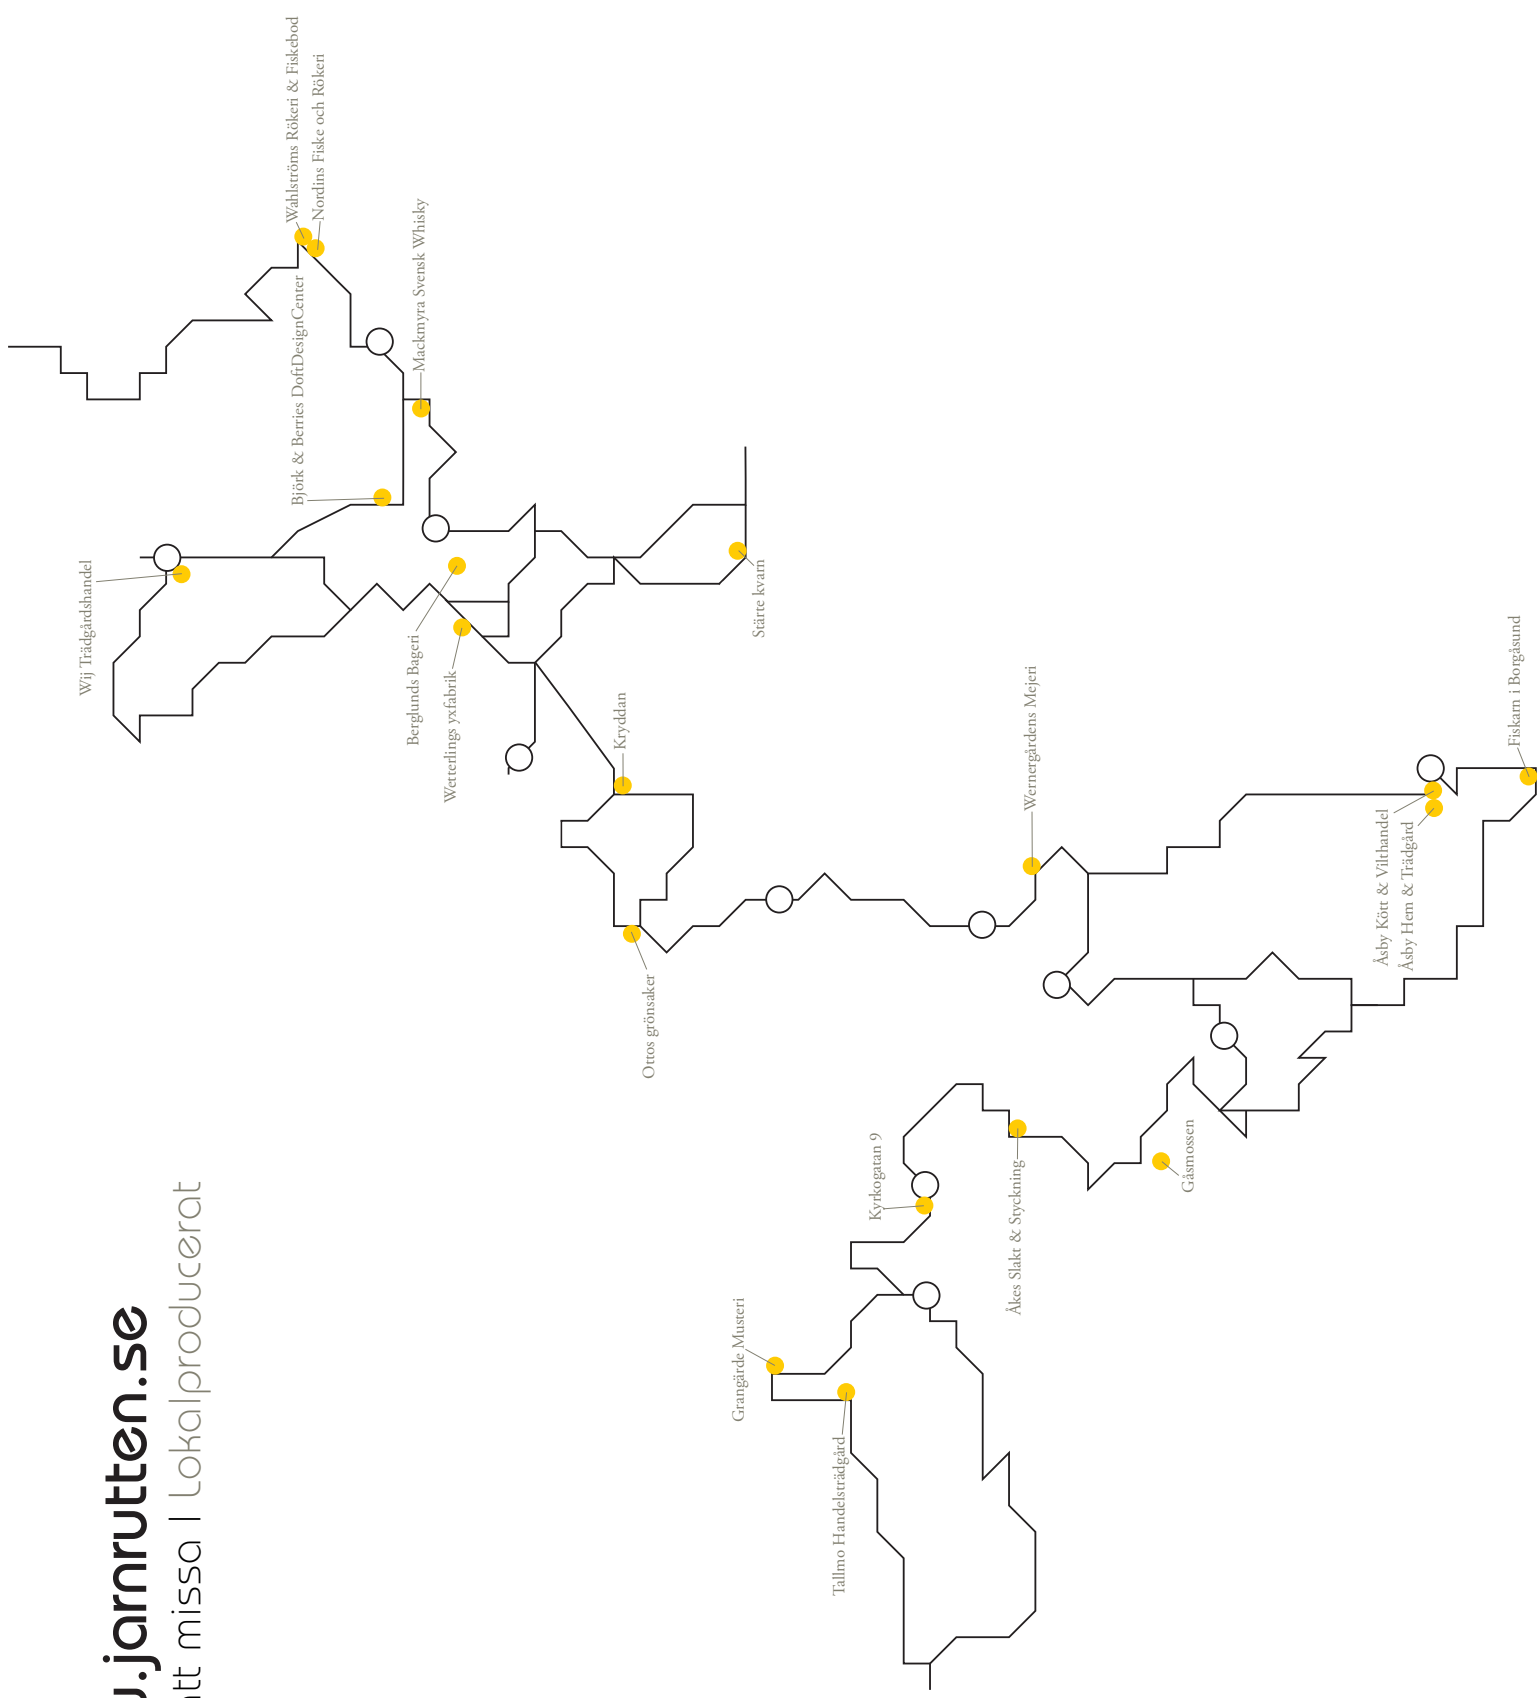 .jarnrutten.se
missa | Lokalproducerat
Wahlströms Rökeri & Fiskebod
Nordins Fiske och Rökeri
Mackmyra Svensk Whisky
Björk & Berries DoftDesignCenter
Wij Trädgårdshandel
Berglunds Bageri
Wetterlings yxfabrik
Stärte kvarn
Kryddan
Ottos grönsaker
Wernergårdens Mejeri
Fiskarn i Borgåsund
Åsby Kött & Vilthandel
Åsby Hem & Trädgård
Gåsmossen
Åkes Slakt & Styckning
Kyrkogatan 9
Grangärde Musteri
Tallmo Handelsträdgård